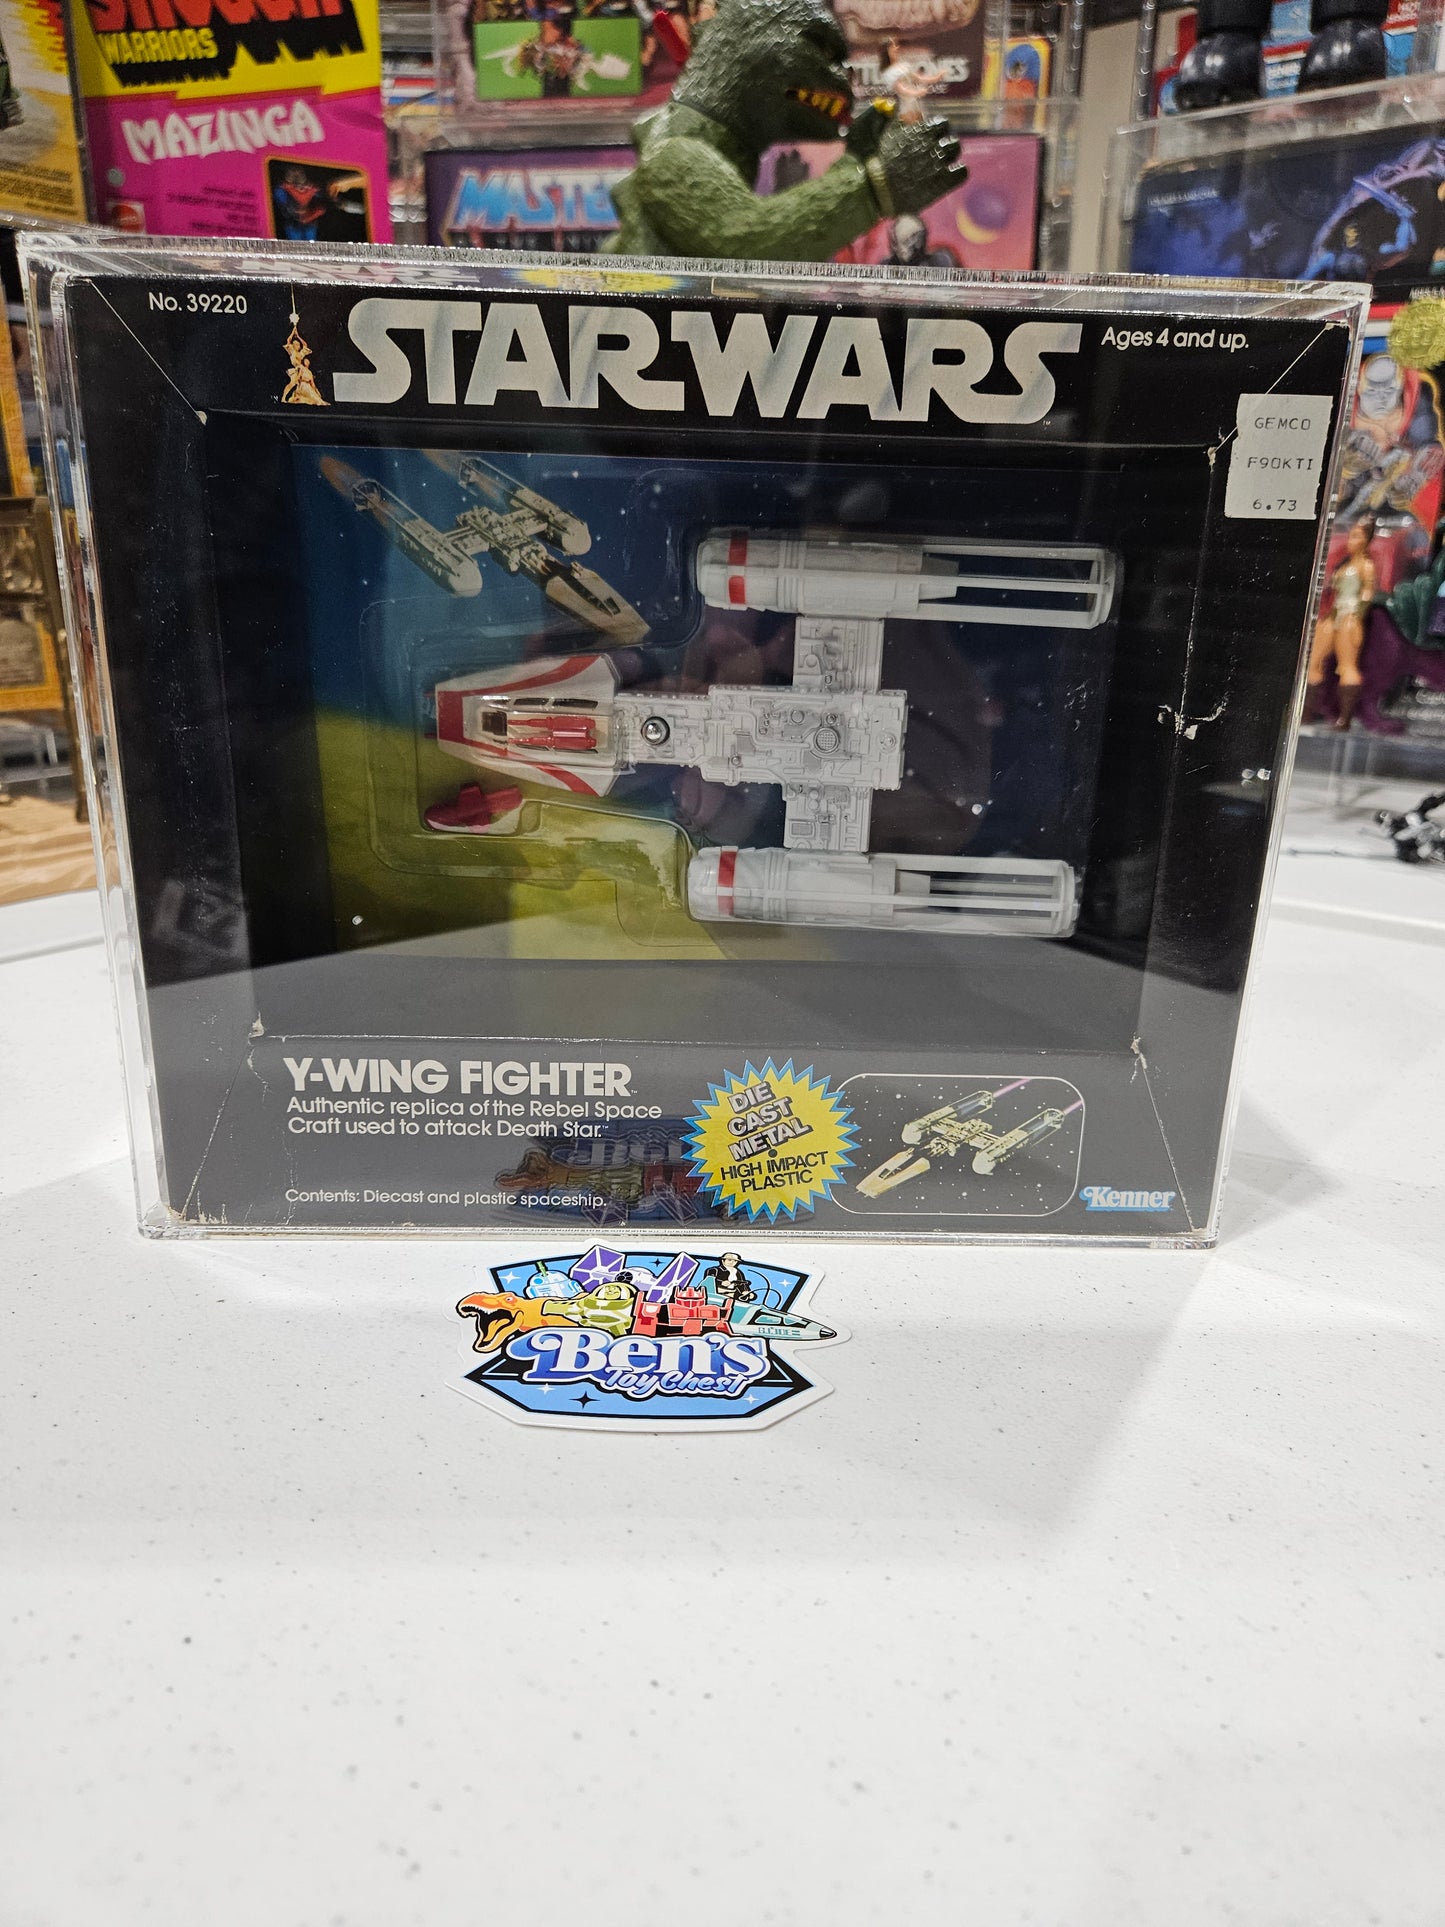 WARRIORS
MAZINGA
MASTE
No. 39220
STAR WARS
Ages 4 and up.
GEMCO
F90KTI
6.73
Y-WING FIGHTER™
Authentic replica of the Rebel Space
Craft used to attack Death Star.™
Contents: Diecast and plastic spaceship.
DIE
CAST
METAL
HIGH IMPACT
PLASTIC
Kenner
Ben's
Toy Chest